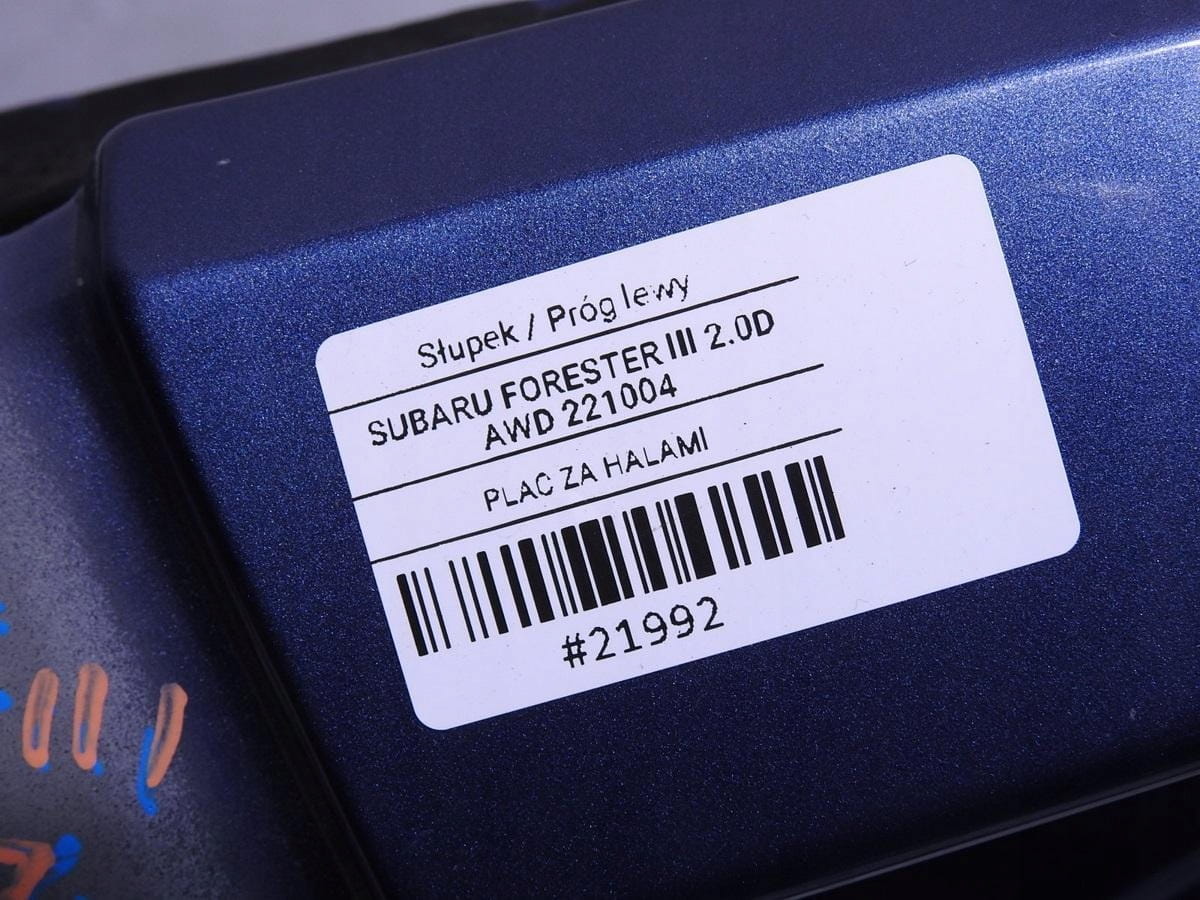 Słupek / Próg lewy
SUBARU FORESTER III 2.0D
AWD 221004
PLAC ZA HALAMI
#21992